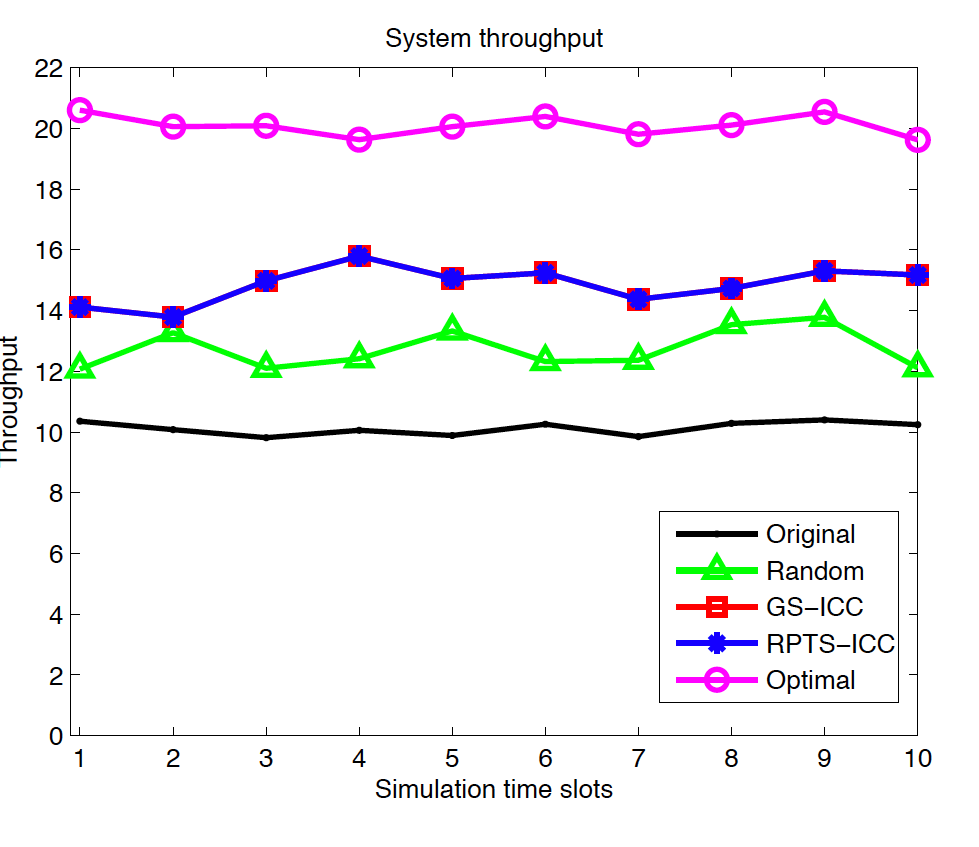 System throughput
22
20
18
16
14
12
10
8
6
4
2
0
Throughput
1 2 3 4 5 6 7 8 9 10
Simulation time slots
Original
Random
GS−ICC
RPTS−ICC
Optimal